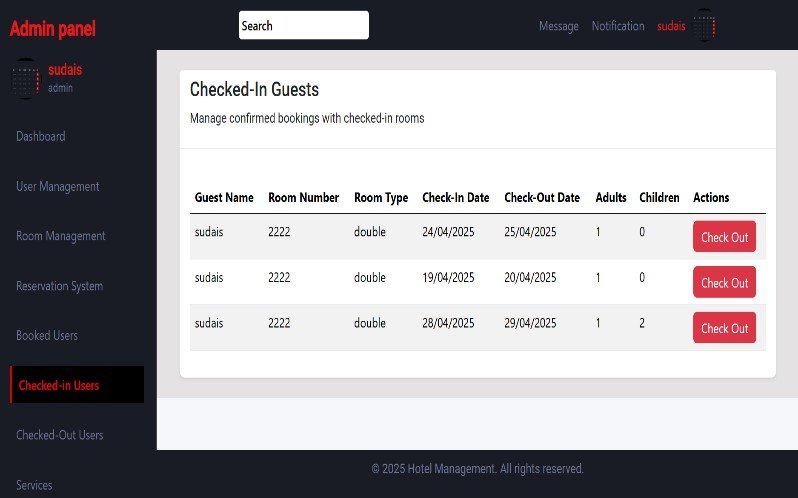 Admin panel
Search
Message Notification sudais
sudais
admin
Dashboard
User Management
Room Management
Reservation System
Booked Users
Checked-in Users
Checked-Out Users
Services
Checked-In Guests
Manage confirmed bookings with checked-in rooms
Guest Name Room Number Room Type Check-In Date Check-Out Date Adults Children Actions
sudais 2222 double 24/04/2025 25/04/2025 1 0 Check Out
sudais 2222 double 19/04/2025 20/04/2025 1 0 Check Out
sudais 2222 double 28/04/2025 29/04/2025 1 2 Check Out
© 2025 Hotel Management. All rights reserved.